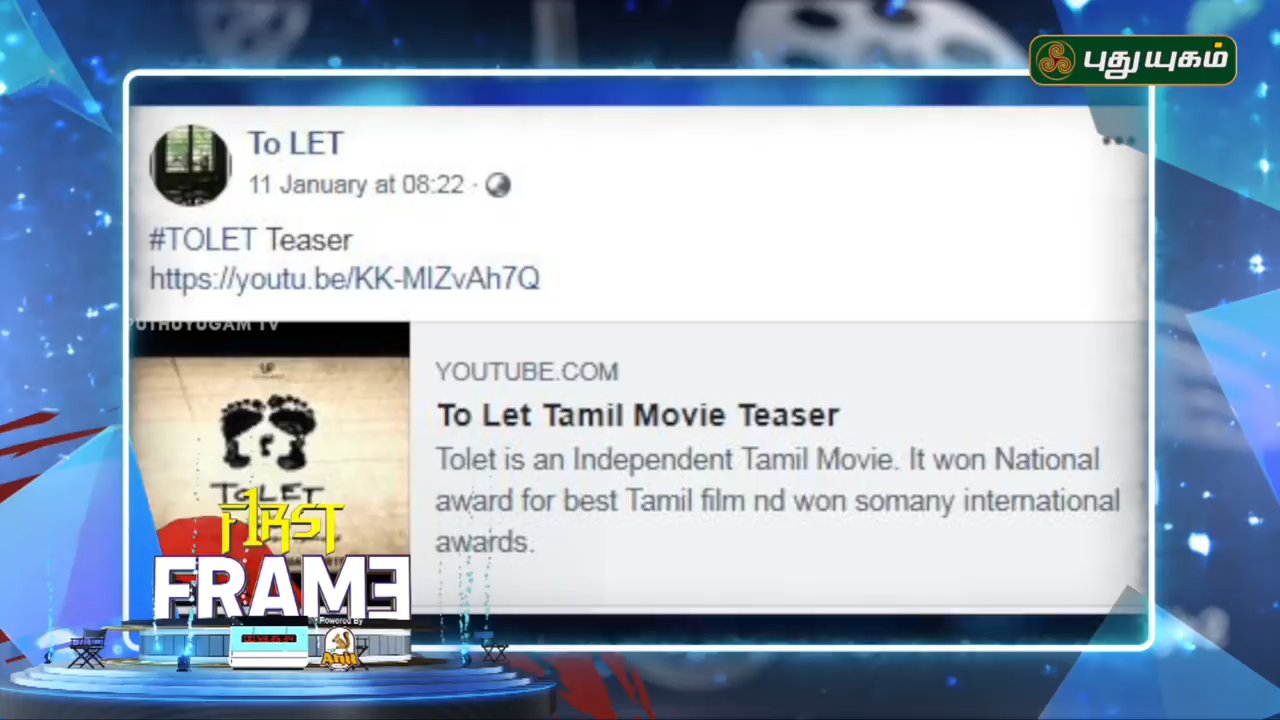 புதுயுகம்
To LET
11 January at 08:22 ·
#TOLET Teaser
https://youtu.be/KK-MIZvAh7Q
PUTHUYUGAM TV
YOUTUBE.COM
To Let Tamil Movie Teaser
Tolet is an Independent Tamil Movie. It won National
award for best Tamil film nd won somany international
awards.
TOLET
F1RST
FRAME
Powered By
Anil